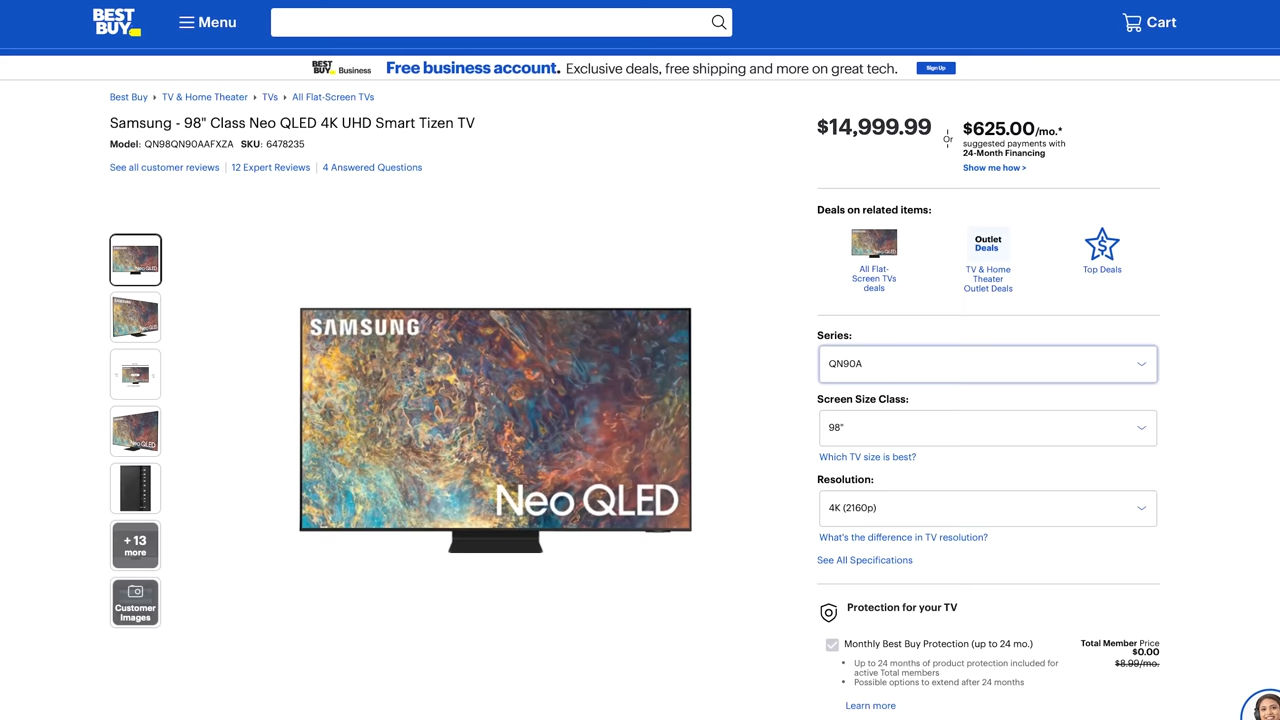 BEST BUY
Menu
Cart
BEST BUY Business Free business account. Exclusive deals, free shipping and more on great tech. Sign Up
Best Buy TV & Home Theater TVs All Flat-Screen TVs
Samsung - 98" Class Neo QLED 4K UHD Smart Tizen TV
Model: QN98QN90AAFXZA SKU: 6478235
See all customer reviews 12 Expert Reviews 4 Answered Questions
SAMSUNG
Neo QLED
+ 13
more
Customer
Images
$14,999.99
Or
$625.00/mo.*
suggested payments with
24-Month Financing
Show me how >
Deals on related items:
All Flat-
Screen TVs
deals
Outlet
Deals
TV & Home
Theater
Outlet Deals
Top Deals
Series:
QN90A
Screen Size Class:
98"
Which TV size is best?
Resolution:
4K (2160p)
What's the difference in TV resolution?
See All Specifications
Protection for your TV
Monthly Best Buy Protection (up to 24 mo.)
Total Member Price
$0.00
$8.99/mo.
• Up to 24 months of product protection included for
active Total members
• Possible options to extend after 24 months
Learn more